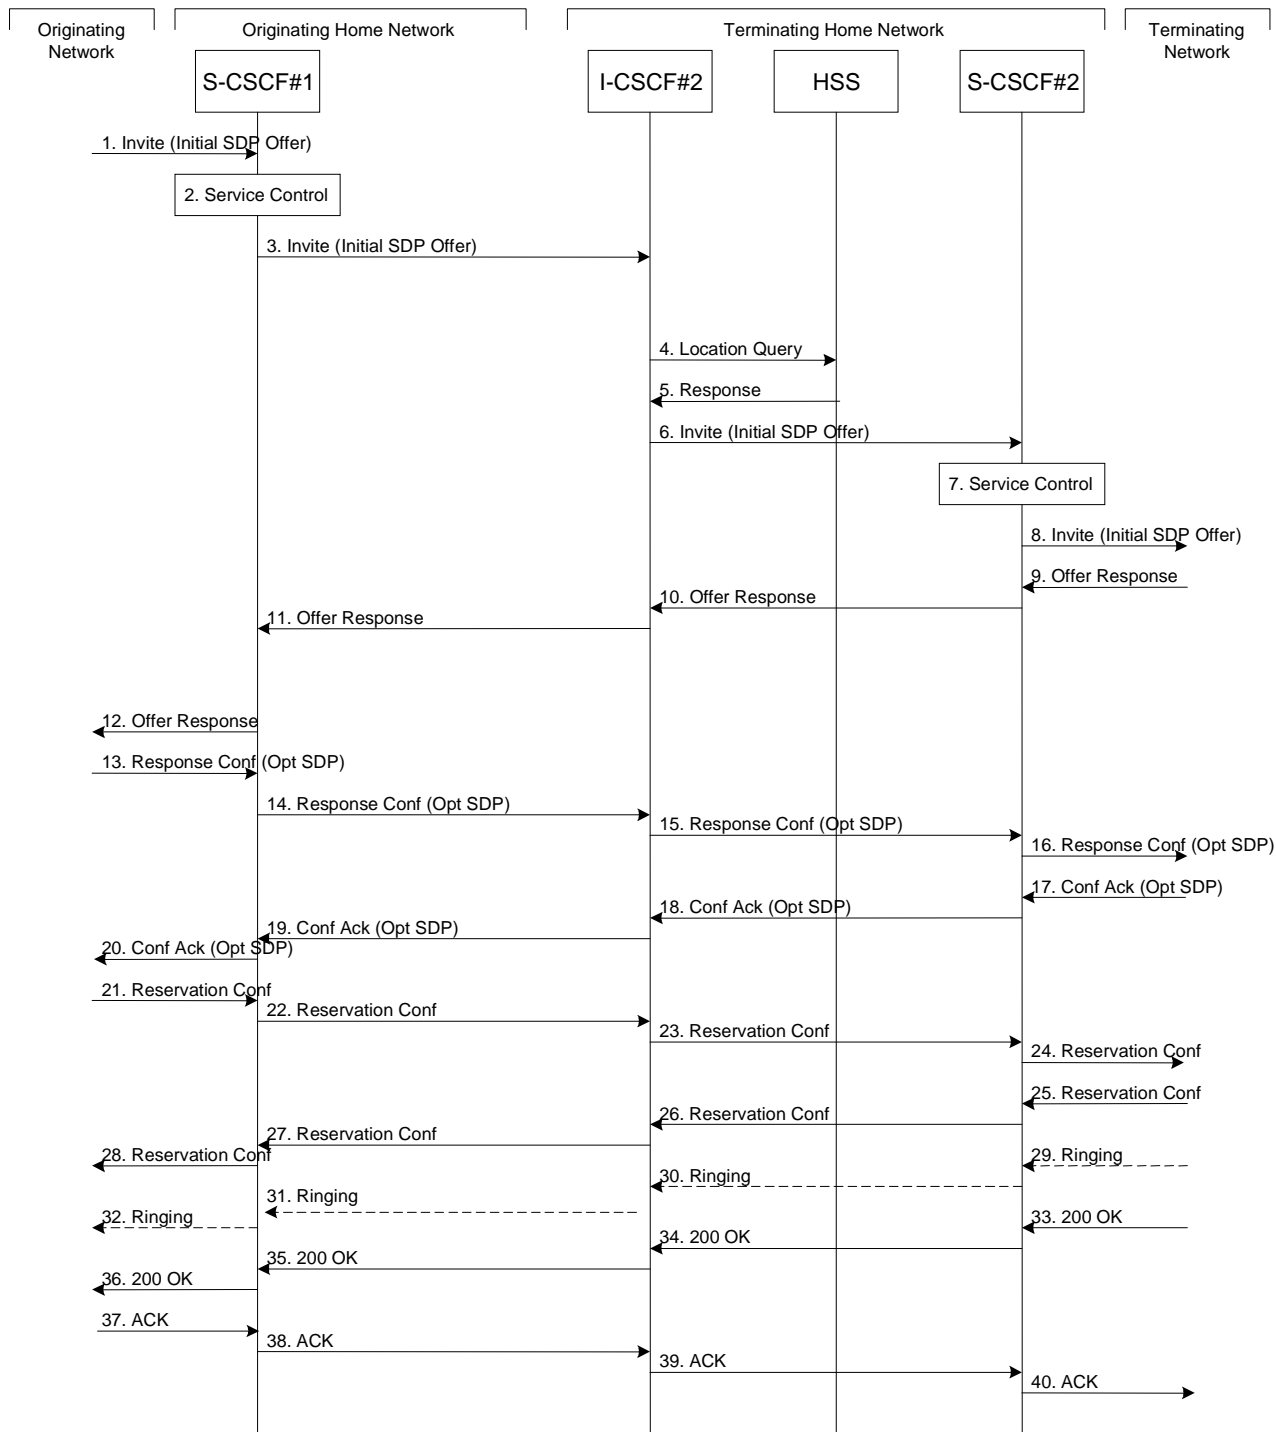 Originating
Network
Originating Home Network
Terminating Home Network
Terminating
Network
S-CSCF#1
I-CSCF#2
HSS
S-CSCF#2
1. Invite (Initial SDP Offer)
2. Service Control
3. Invite (Initial SDP Offer)
4. Location Query
5. Response
6. Invite (Initial SDP Offer)
7. Service Control
8. Invite (Initial SDP Offer)
9. Offer Response
10. Offer Response
11. Offer Response
12. Offer Response
13. Response Conf (Opt SDP)
14. Response Conf (Opt SDP)
15. Response Conf (Opt SDP)
16. Response Conf (Opt SDP)
17. Conf Ack (Opt SDP)
18. Conf Ack (Opt SDP)
19. Conf Ack (Opt SDP)
20. Conf Ack (Opt SDP)
21. Reservation Conf
22. Reservation Conf
23. Reservation Conf
24. Reservation Conf
25. Reservation Conf
26. Reservation Conf
27. Reservation Conf
28. Reservation Conf
29. Ringing
30. Ringing
31. Ringing
32. Ringing
33. 200 OK
34. 200 OK
35. 200 OK
36. 200 OK
37. ACK
38. ACK
39. ACK
40. ACK